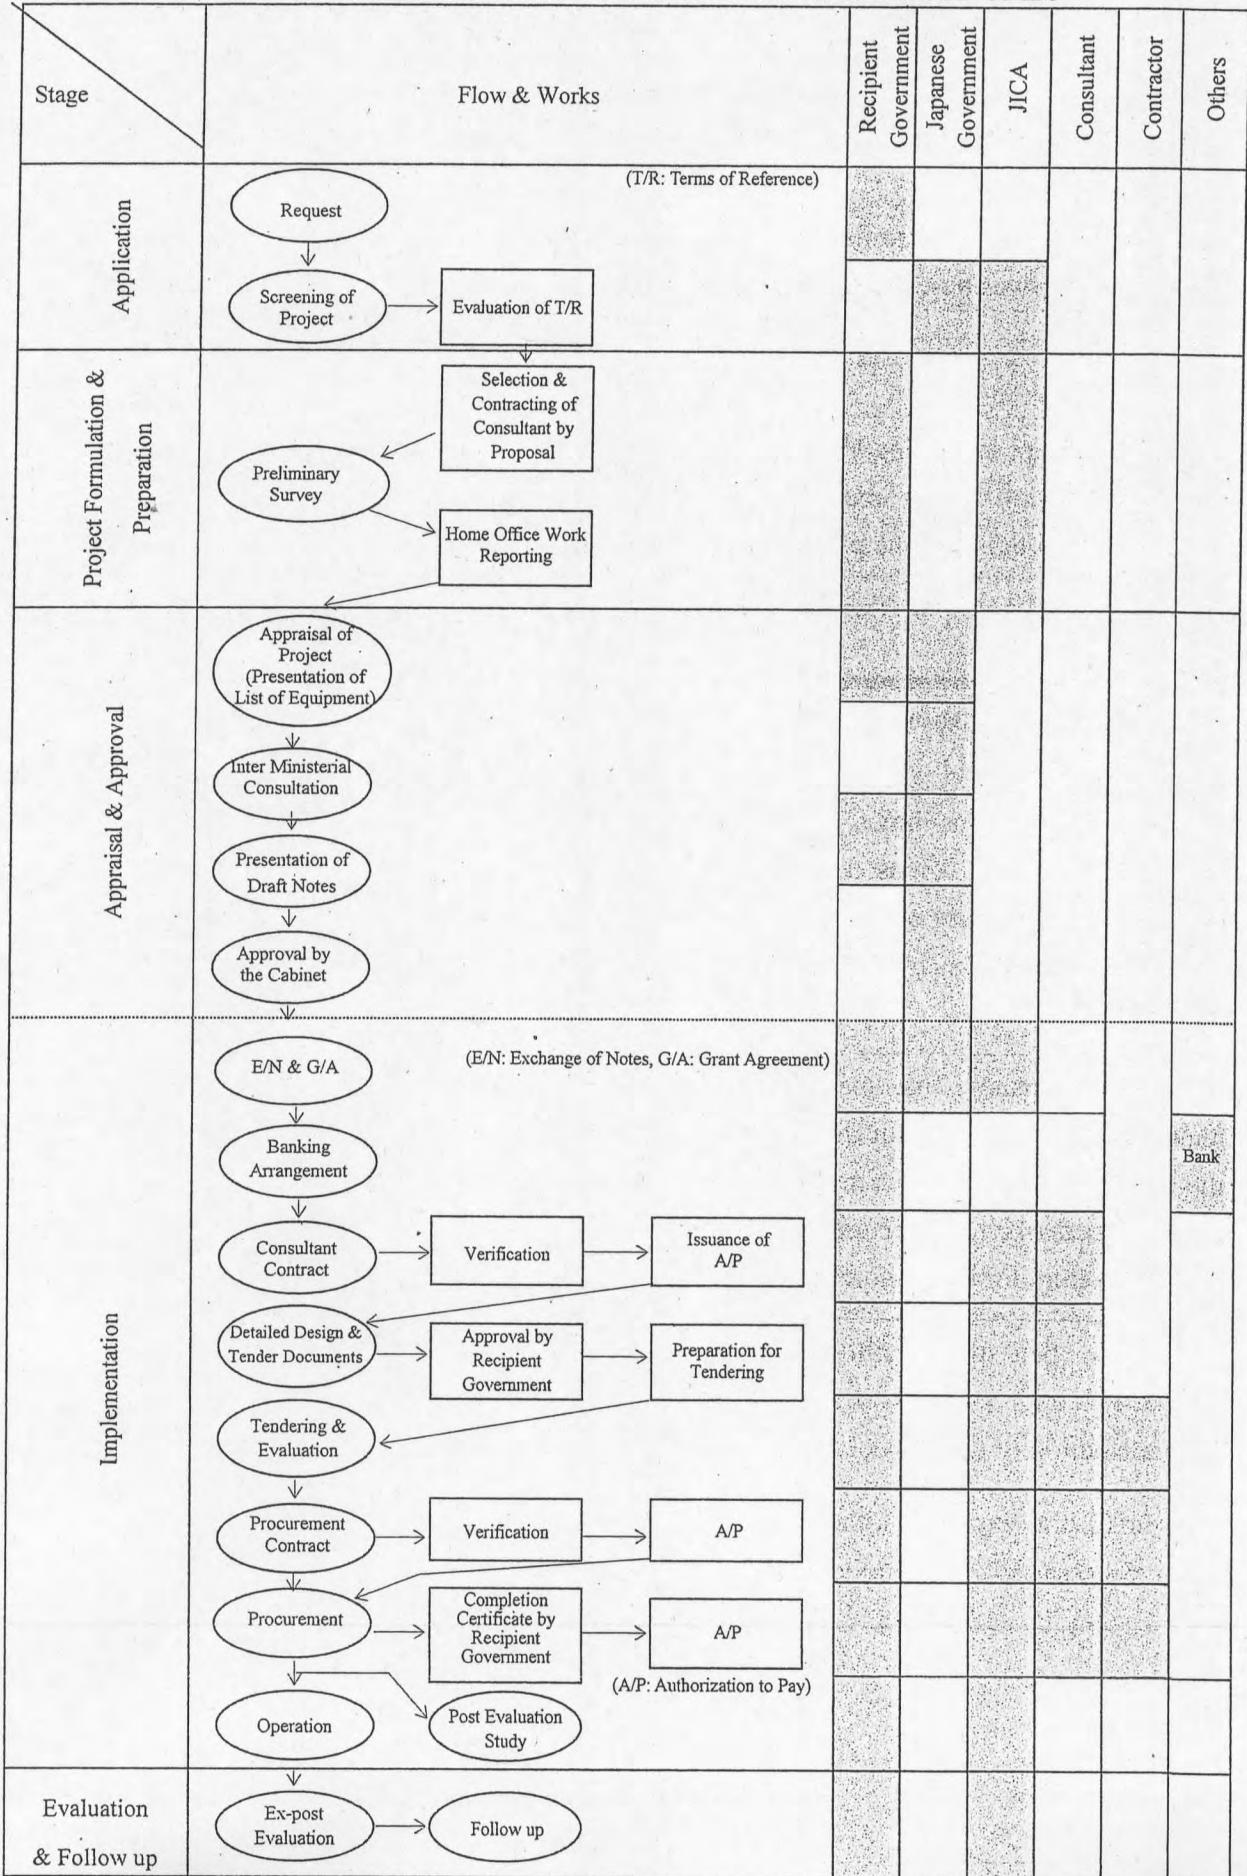 Stage
Flow & Works
Recipient
Government
Japanese
Government
JICA
Consultant
Contractor
Others
Application
(T/R: Terms of Reference)
Request
Screening of
Project
Evaluation of T/R
Project Formulation &
Preparation
Selection &
Contracting of
Consultant by
Proposal
Preliminary
Survey
Home Office Work
Reporting
Appraisal & Approval
Appraisal of
Project
(Presentation of
List of Equipment)
Inter Ministerial
Consultation
Presentation of
Draft Notes
Approval by
the Cabinet
Implementation
E/N & G/A
(E/N: Exchange of Notes, G/A: Grant Agreement)
Banking
Arrangement
Bank
Consultant
Contract
Verification
Issuance of
A/P
Detailed Design &
Tender Documents
Approval by
Recipient
Government
Preparation for
Tendering
Tendering &
Evaluation
Procurement
Contract
Verification
A/P
Procurement
Completion
Certificate by
Recipient
Government
A/P
(A/P: Authorization to Pay)
Operation
Post Evaluation
Study
Evaluation
& Follow up
Ex-post
Evaluation
Follow up